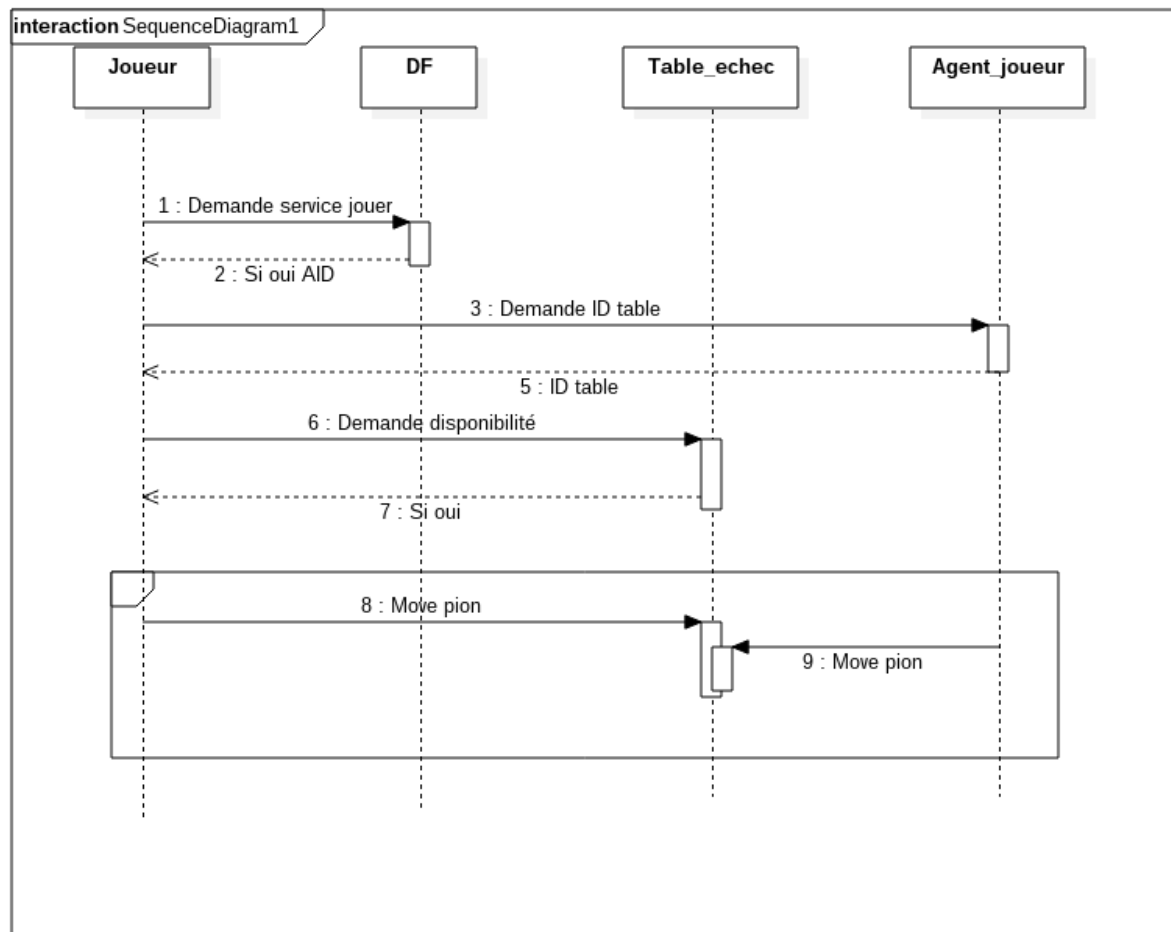 interaction SequenceDiagram1
Joueur
DF
Table_echec
Agent_joueur
1 : Demande service jouer
2 : Si oui AID
3 : Demande ID table
5 : ID table
6 : Demande disponibilité
7 : Si oui
8 : Move pion
9 : Move pion